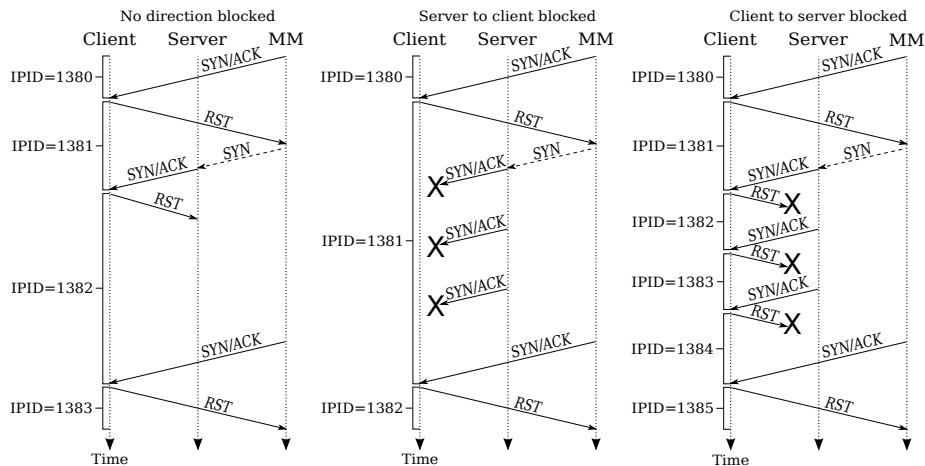 No direction blocked
Client Server MM
IPID=1380
SYN/ACK
RST
IPID=1381
SYN
SYN/ACK
RST
IPID=1382
SYN/ACK
IPID=1383
RST
Time
Server to client blocked
Client Server MM
IPID=1380
SYN/ACK
RST
SYN
SYN/ACK
X
IPID=1381
SYN/ACK
X
SYN/ACK
X
SYN/ACK
IPID=1382
RST
Time
Client to server blocked
Client Server MM
IPID=1380
SYN/ACK
RST
IPID=1381
SYN
SYN/ACK
RST
X
IPID=1382
SYN/ACK
RST
X
IPID=1383
SYN/ACK
RST
X
IPID=1384
SYN/ACK
IPID=1385
RST
Time